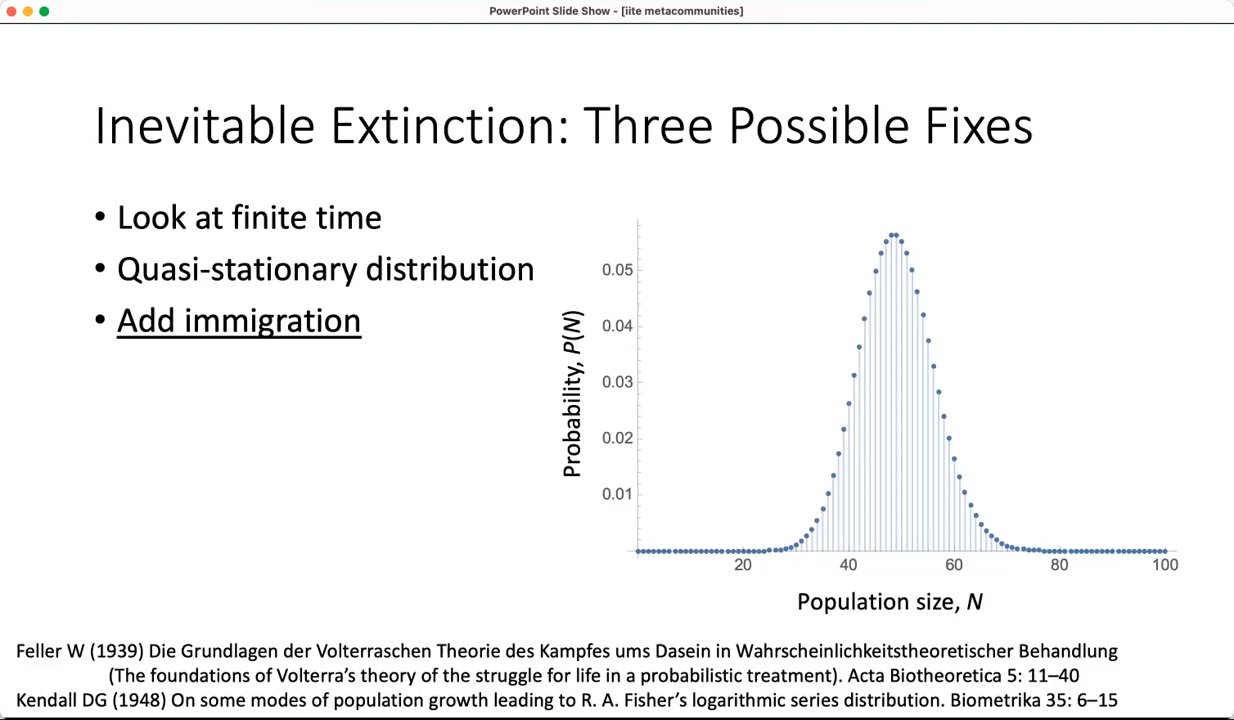 PowerPoint Slide Show - [iite metacommunities]
Inevitable Extinction: Three Possible Fixes
• Look at finite time
• Quasi-stationary distribution
• Add immigration
Probability, P(N)
0.05
0.04
0.03
0.02
0.01
20 40 60 80 100
Population size, N
Feller W (1939) Die Grundlagen der Volterraschen Theorie des Kampfes ums Dasein in Wahrscheinlichkeitstheoretischer Behandlung
(The foundations of Volterra’s theory of the struggle for life in a probabilistic treatment). Acta Biotheoretica 5: 11–40
Kendall DG (1948) On some modes of population growth leading to R. A. Fisher’s logarithmic series distribution. Biometrika 35: 6–15